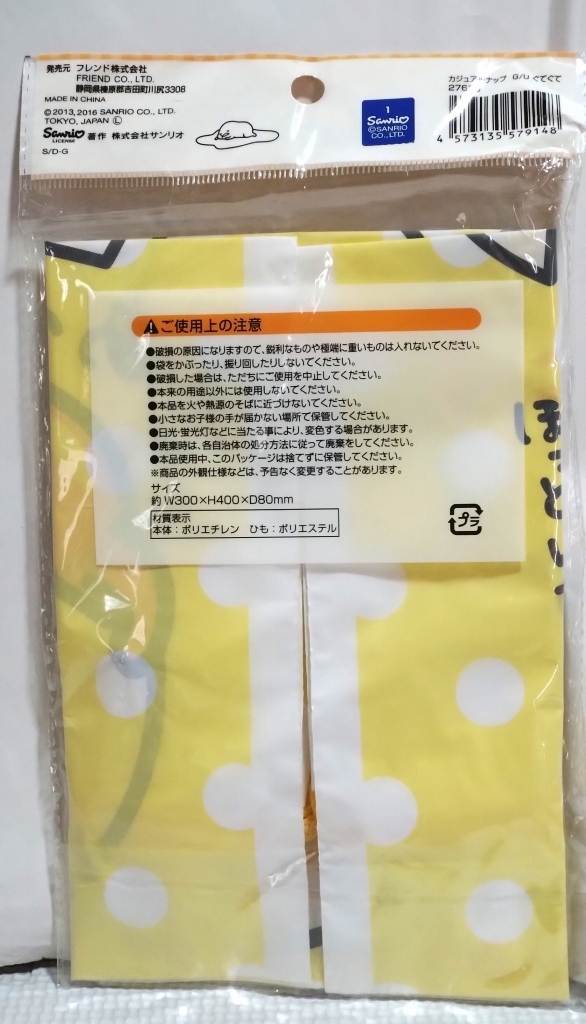 発売元 フレンド株式会社
FRIEND CO., LTD.
静岡県榛原郡吉田町川尻3308
MADE IN CHINA
©2013, 2016 SANRIO CO., LTD.
TOKYO, JAPAN Ⓛ
Sanrio 著作 株式会社サンリオ
LICENSE
S/D-G
1
Sanrio
©SANRIO
CO., LTD.
カジュアルナップ G/U ぐてぐて
4 573135 579148
⚠ご使用上の注意
●破損の原因になりますので、鋭利なものや極端に重いものは入れないでください。
●袋をかぶったり、振り回したりしないでください。
●破損した場合は、ただちにご使用を中止してください。
●本来の用途以外には使用しないでください。
●本品を火や熱源のそばに近づけないでください。
●小さなお子様の手が届かない場所で保管してください。
●日光・蛍光灯などに当たる事により、変色する場合があります。
●廃棄時は、各自治体の処分方法に従って廃棄をしてください。
●本品使用中、このパッケージは捨てずに保管してください。
※商品の外観仕様などは、予告なく変更することがあります。
サイズ
約 W300×H400×D80mm
材質表示
本体：ポリエチレン ひも：ポリエステル
プラ